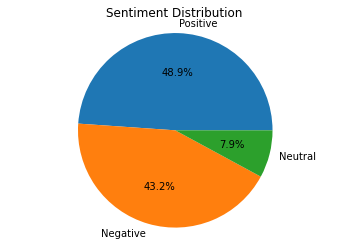 Sentiment Distribution
Positive
48.9%
7.9%
Neutral
43.2%
Negative